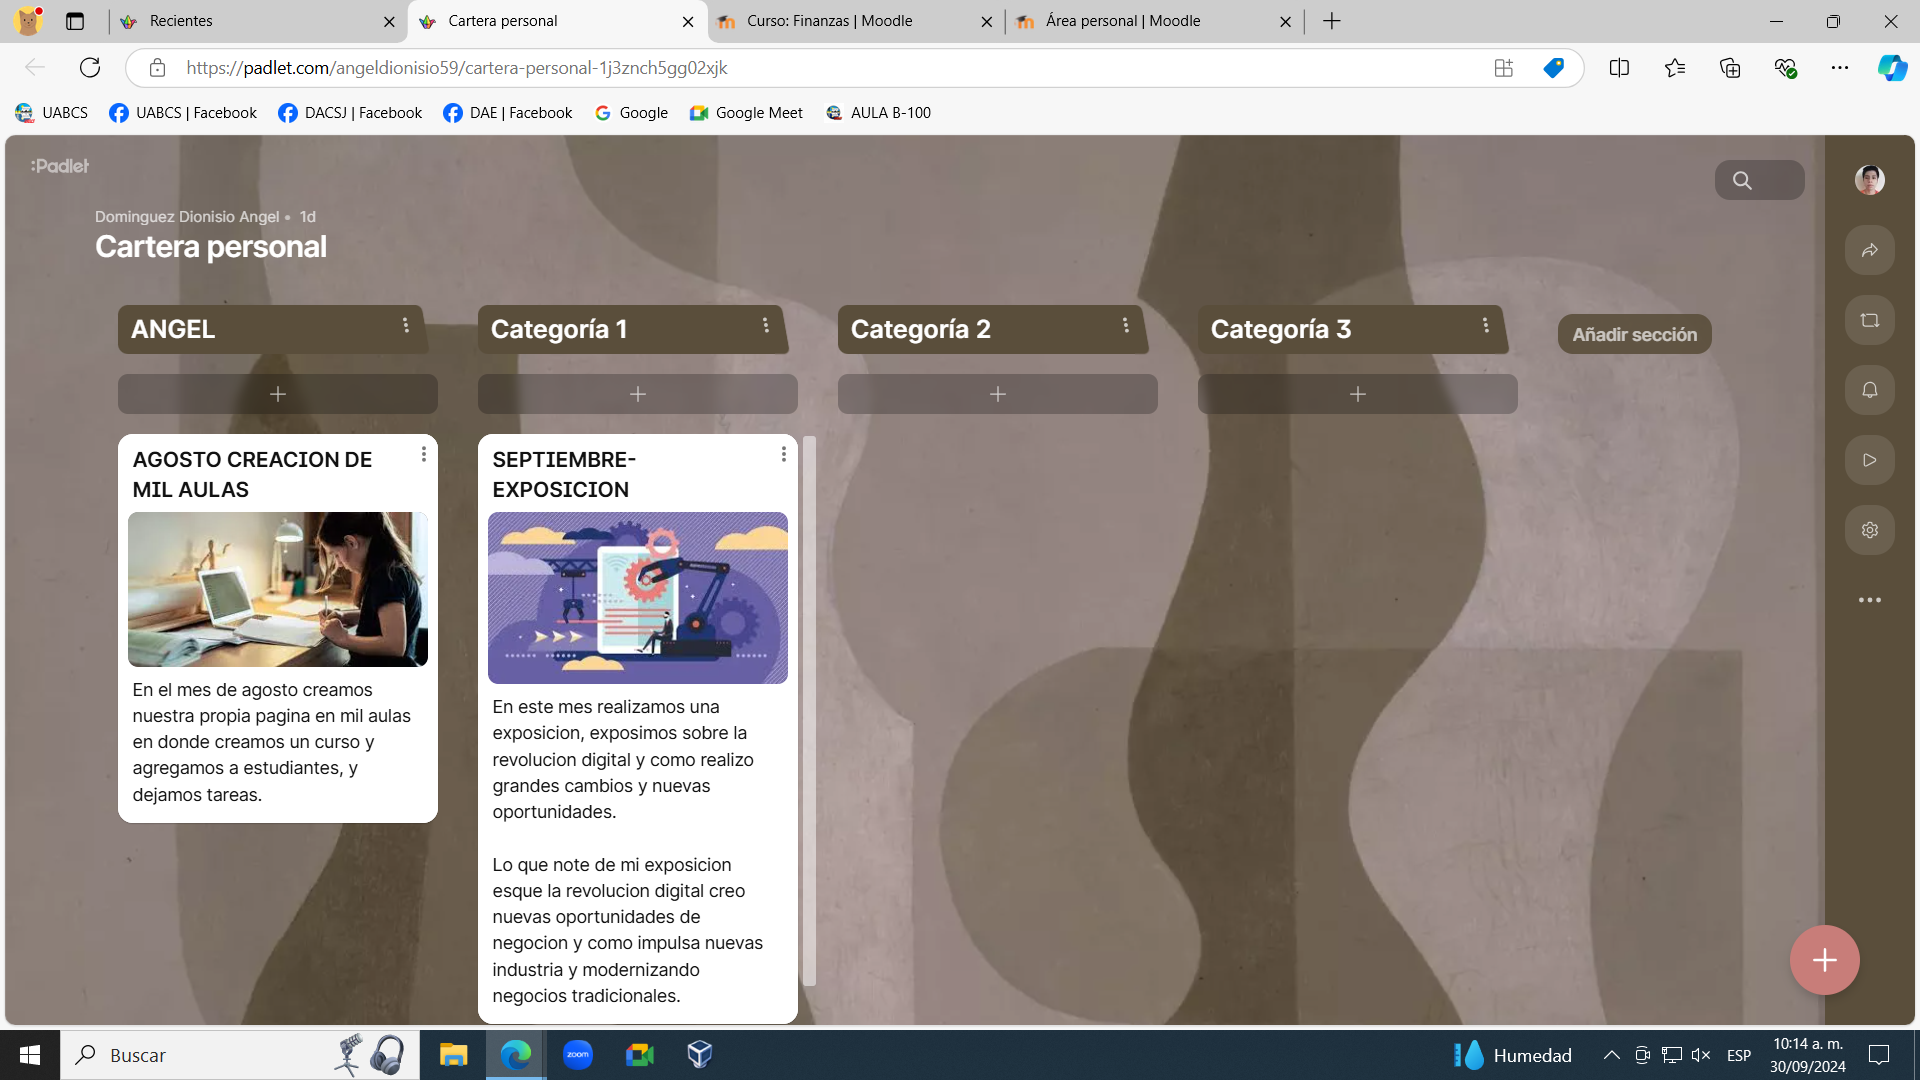 Recientes
Cartera personal
Curso: Finanzas | Moodle
Área personal | Moodle
https://padlet.com/angeldionisio59/cartera-personal-1j3znch5gg02xjk
UABCS
UABCS | Facebook
DACSJ | Facebook
DAE | Facebook
Google
Google Meet
AULA B-100
:Padlet
Dominguez Dionisio Angel • 1d
Cartera personal
ANGEL
Categoría 1
Categoría 2
Categoría 3
Añadir sección
AGOSTO CREACION DE
MIL AULAS
En el mes de agosto creamos
nuestra propia pagina en mil aulas
en donde creamos un curso y
agregamos a estudiantes, y
dejamos tareas.
SEPTIEMBRE-
EXPOSICION
En este mes realizamos una
exposicion, exposimos sobre la
revolucion digital y como realizo
grandes cambios y nuevas
oportunidades.
Lo que note de mi exposicion
esque la revolucion digital creo
nuevas oportunidades de
negocion y como impulsa nuevas
industria y modernizando
negocios tradicionales.
Buscar
zoom
Humedad
ESP
10:14 a. m.
30/09/2024